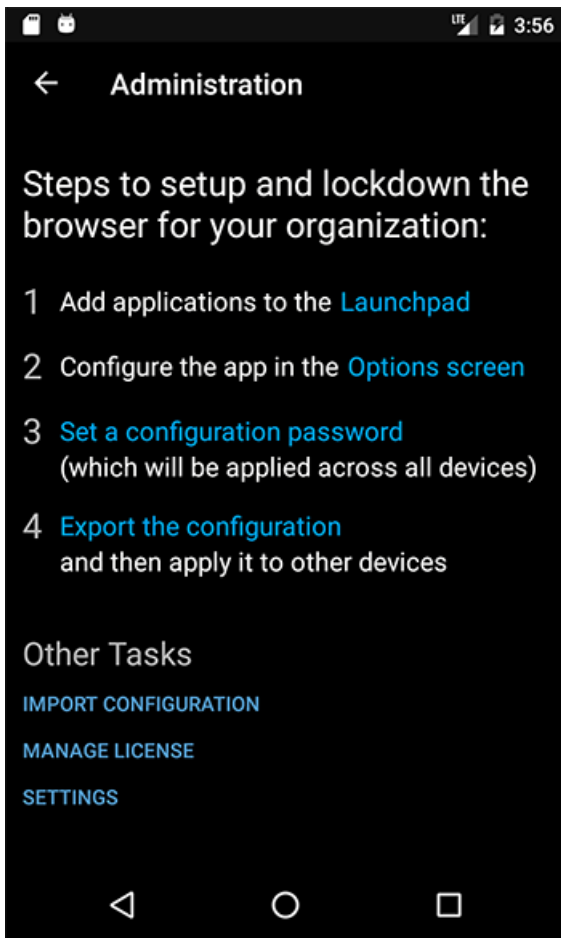 LTE 3:56
Administration
Steps to setup and lockdown the
browser for your organization:
1 Add applications to the Launchpad
2 Configure the app in the Options screen
3 Set a configuration password
(which will be applied across all devices)
4 Export the configuration
and then apply it to other devices
Other Tasks
IMPORT CONFIGURATION
MANAGE LICENSE
SETTINGS